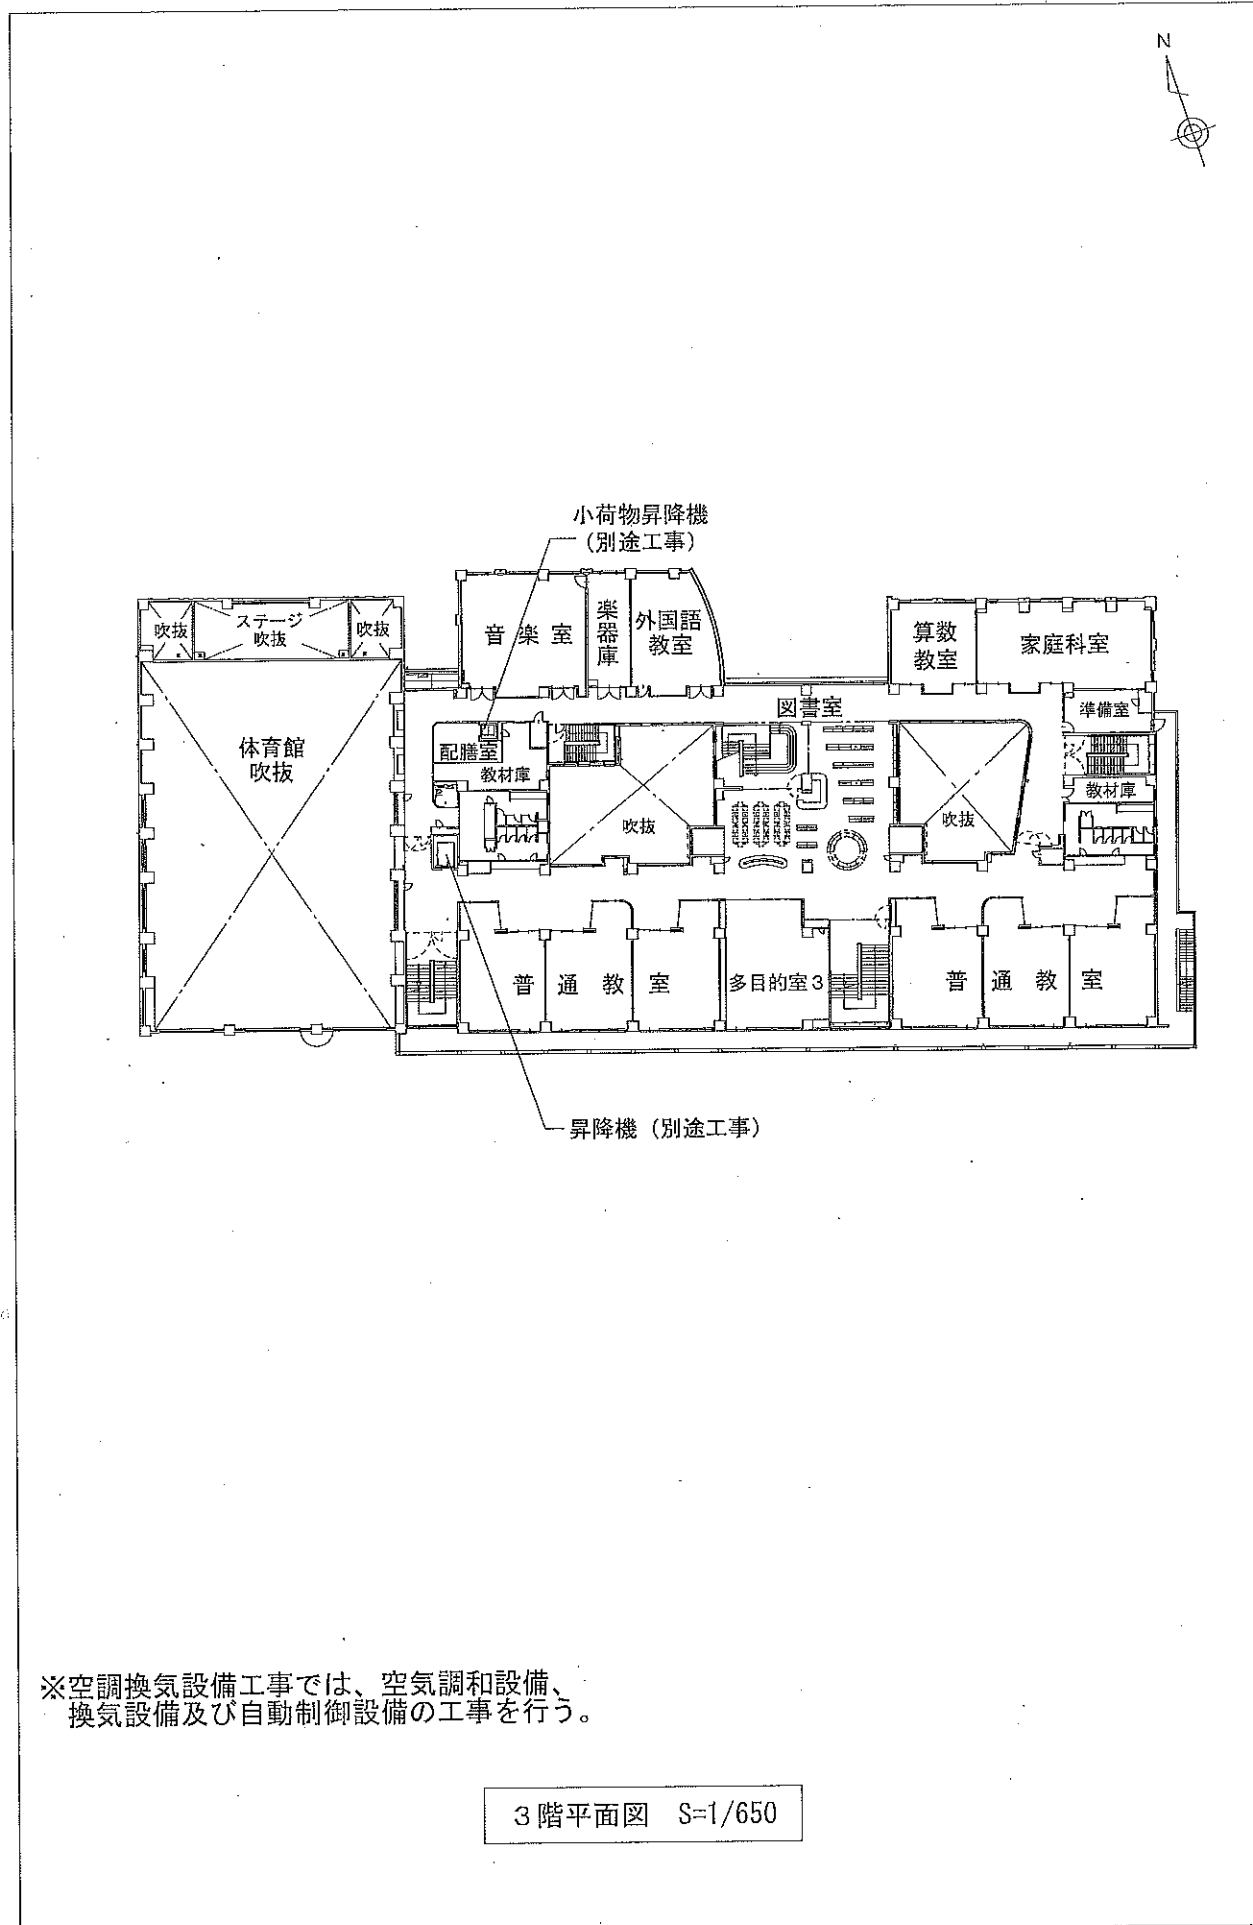 N
小荷物昇降機
（別途工事）
吹抜
ステージ
吹抜
吹抜
音楽室
楽器庫
外国語
教室
算数
教室
家庭科室
図書室
準備室
体育館
吹抜
配膳室
教材庫
吹抜
吹抜
教材庫
普通教室
多目的室3
普通教室
昇降機（別途工事）
※空調換気設備工事では、空気調和設備、
換気設備及び自動制御設備の工事を行う。
3階平面図 S=1/650